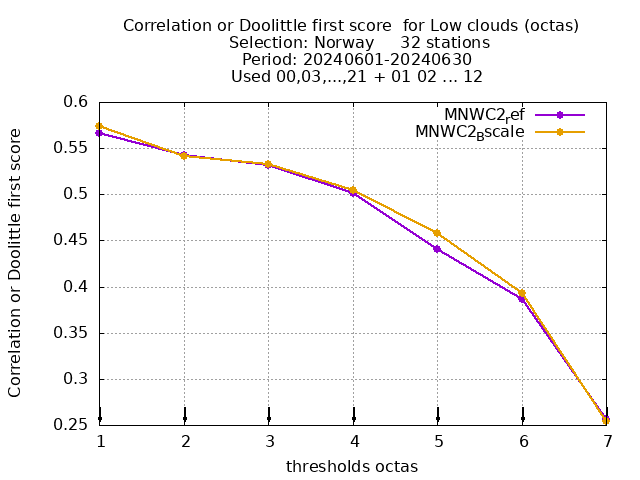 Correlation or Doolittle first score  for Low clouds (octas)
Selection: Norway     32 stations
Period: 20240601-20240630
Used 00,03,...,21 + 01 02 ... 12
MNWC2ref
MNWC2Bscale
Correlation or Doolittle first score
0.6
0.55
0.5
0.45
0.4
0.35
0.3
0.25
1 2 3 4 5 6 7
thresholds octas